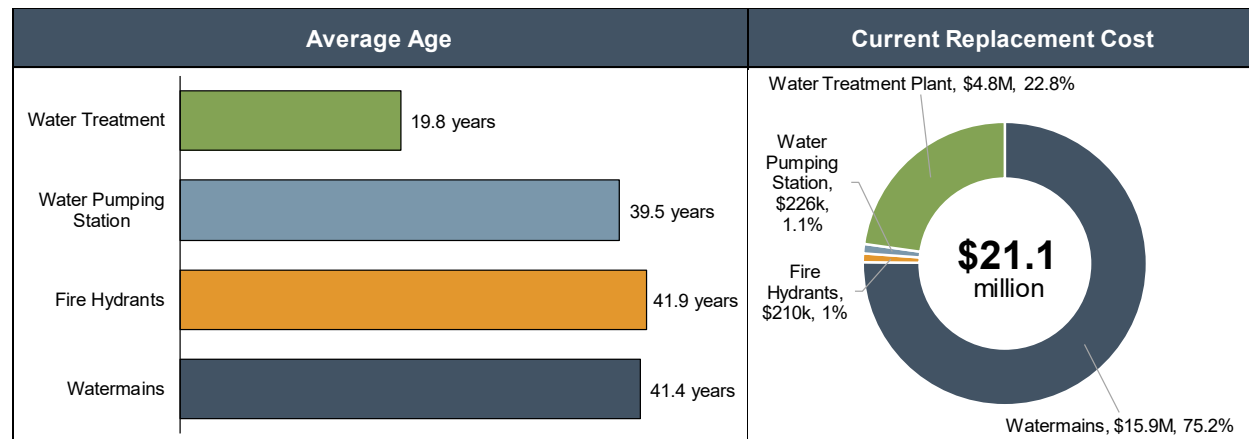 Average Age
Water Treatment
19.8 years
Water Pumping
Station
39.5 years
Fire Hydrants
41.9 years
Watermains
41.4 years
Current Replacement Cost
Water Treatment Plant, $4.8M, 22.8%
Water
Pumping
Station,
$226k,
1.1%
Fire
Hydrants,
$210k, 1%
$21.1
million
Watermains, $15.9M, 75.2%